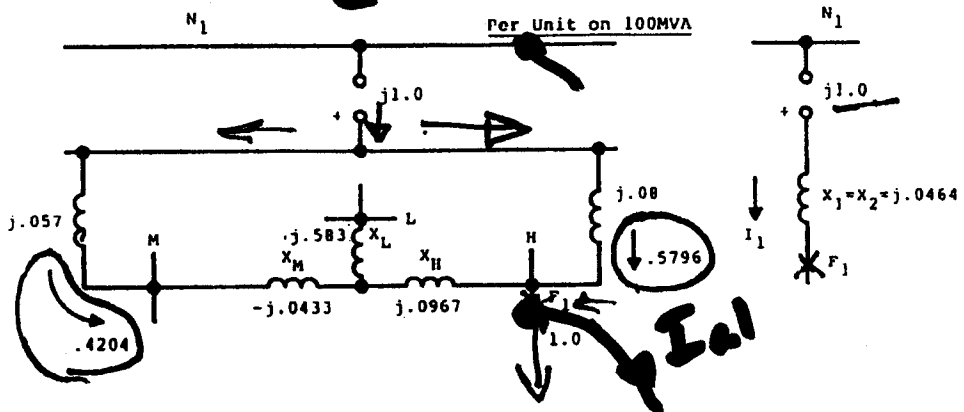 N1
Per Unit on 100MVA
N1
j1.0
+
j1.0
+
j.057
M
XM
-j.0433
j.583
XL
L
XH
j.0967
H
j.08
.5796
.4204
F1
1.0
Ia1
I1
X1=X2=j.0464
F1